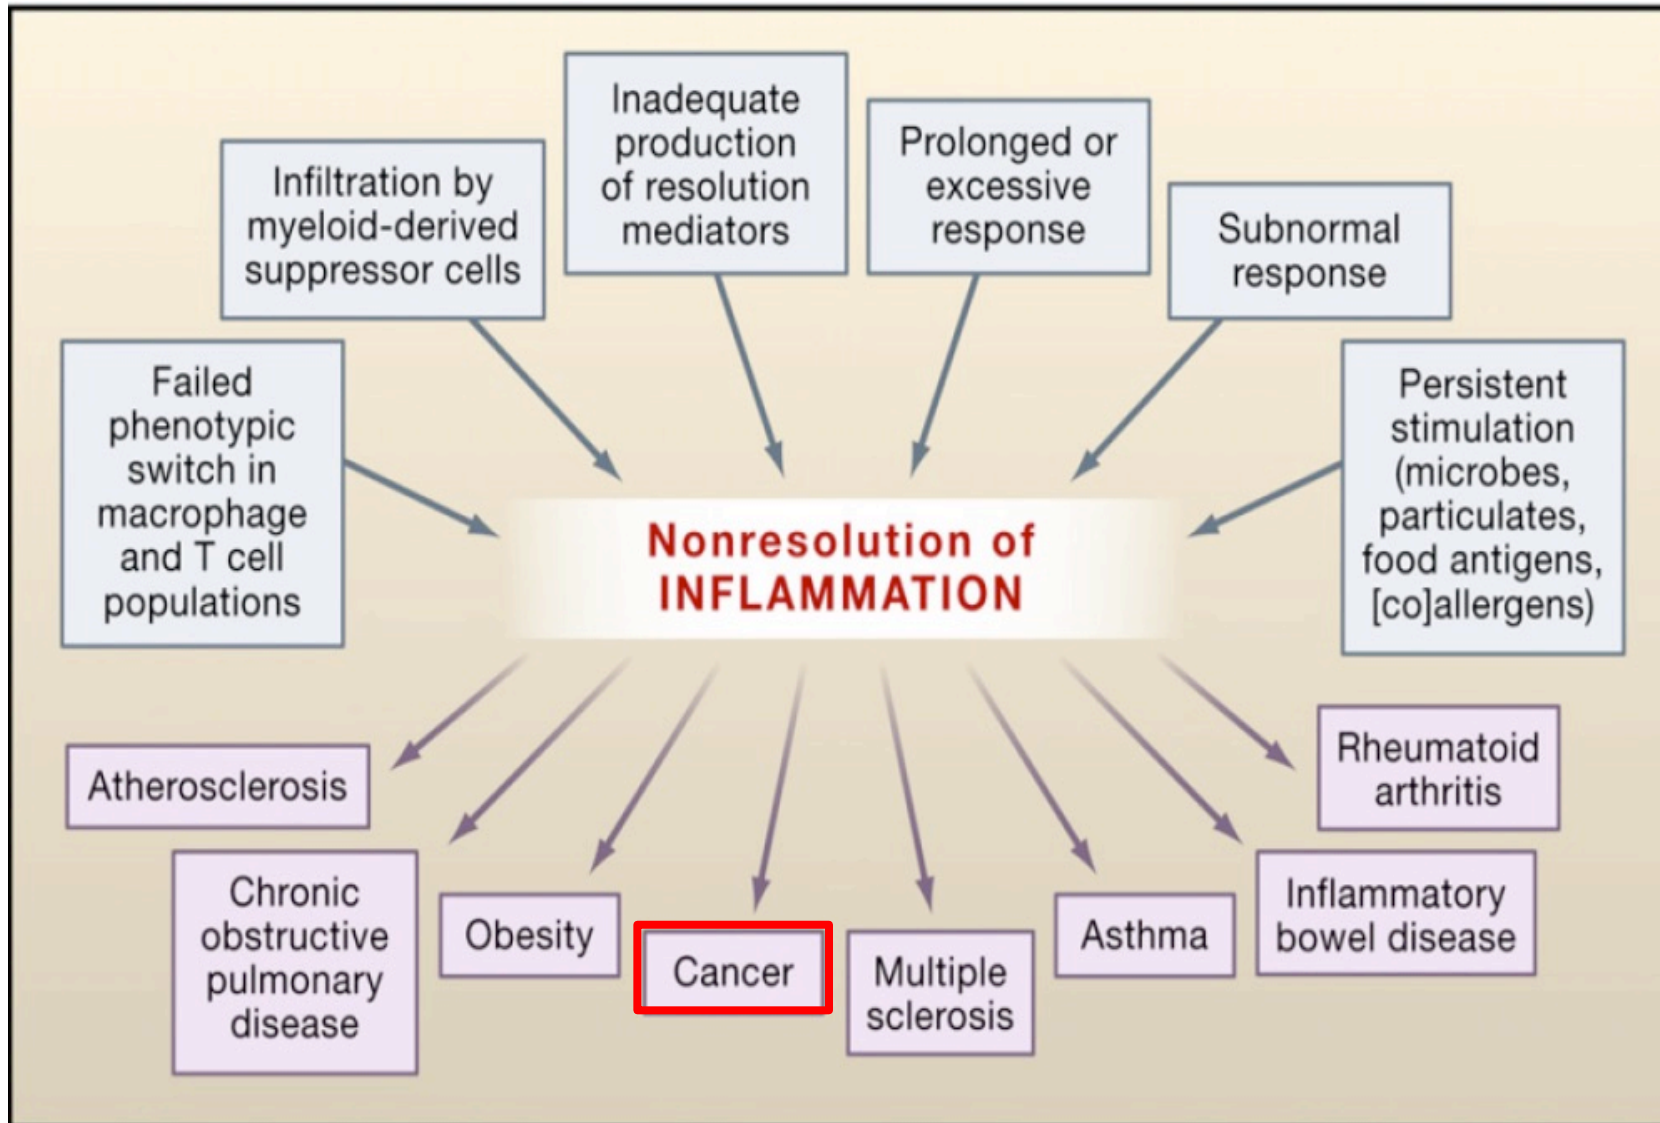 Inadequate
production
of resolution
mediators
Prolonged or
excessive
response
Infiltration by
myeloid-derived
suppressor cells
Subnormal
response
Failed
phenotypic
switch in
macrophage
and T cell
populations
Persistent
stimulation
(microbes,
particulates,
food antigens,
[co]allergens)
Nonresolution of
INFLAMMATION
Atherosclerosis
Chronic
obstructive
pulmonary
disease
Obesity
Cancer
Multiple
sclerosis
Asthma
Inflammatory
bowel disease
Rheumatoid
arthritis